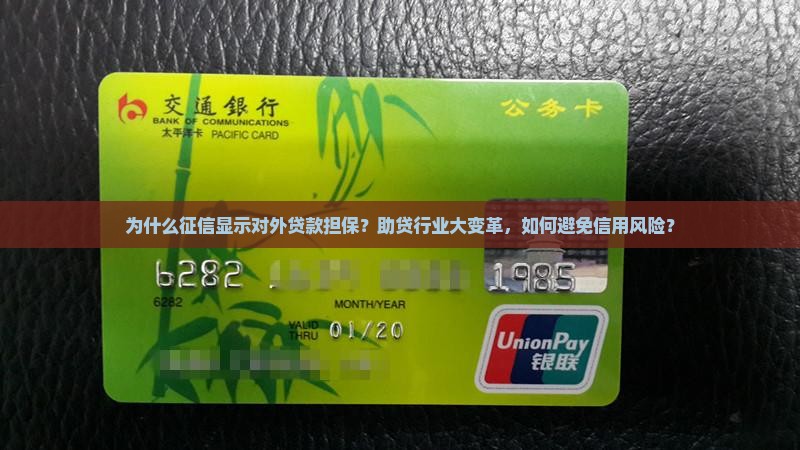 交通銀行
BANK OF COMMUNICATIONS
太平洋卡 PACIFIC CARD
公务卡
为什么征信显示对外贷款担保？助贷行业大变革，如何避免信用风险？
6282 1985
6282
MONTH/YEAR
VALID THRU 01/20
UnionPay
银联